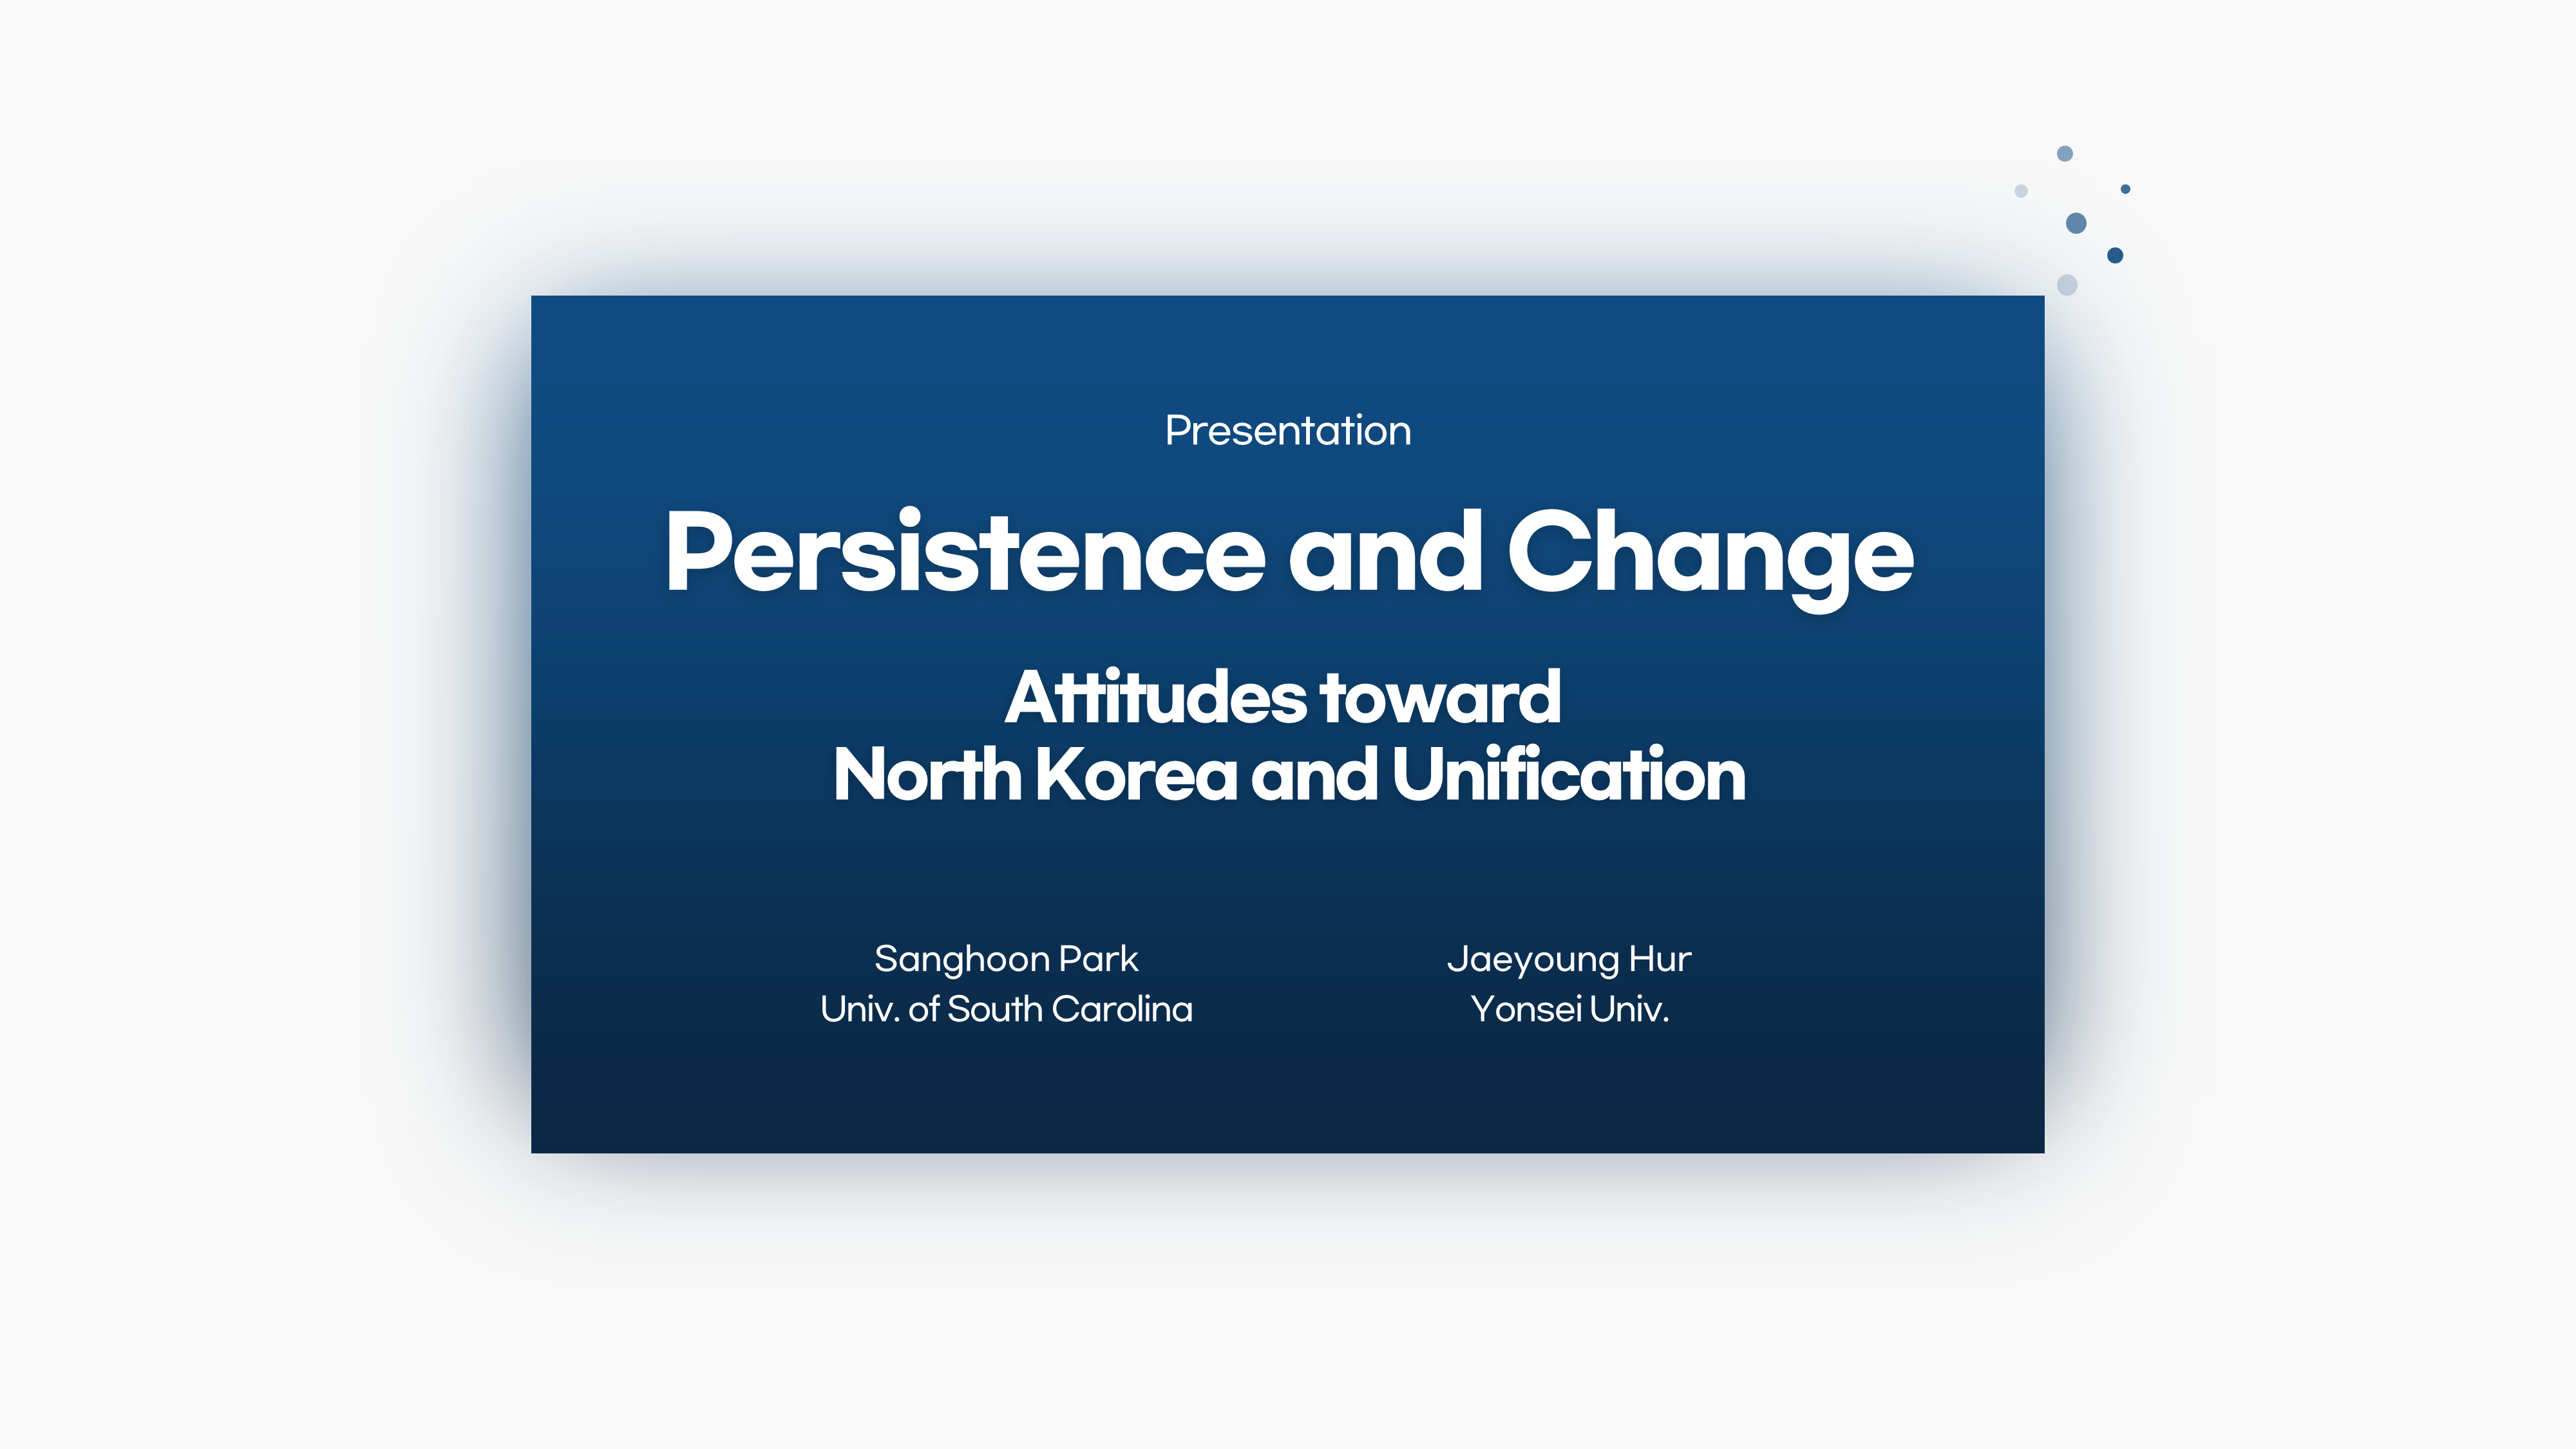 Presentation
Persistence and Change
Attitudes toward
North Korea and Unification
Sanghoon Park
Univ. of South Carolina
Jaeyoung Hur
Yonsei Univ.